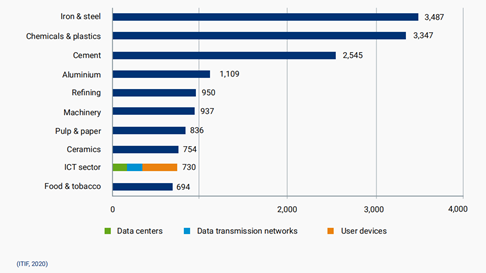 Iron & steel 3,487
Chemicals & plastics 3,347
Cement 2,545
Aluminium 1,109
Refining 950
Machinery 937
Pulp & paper 836
Ceramics 754
ICT sector 730
Food & tobacco 694
0 2,000 3,000 4,000
Data centers Data transmission networks User devices
(ITIF, 2020)